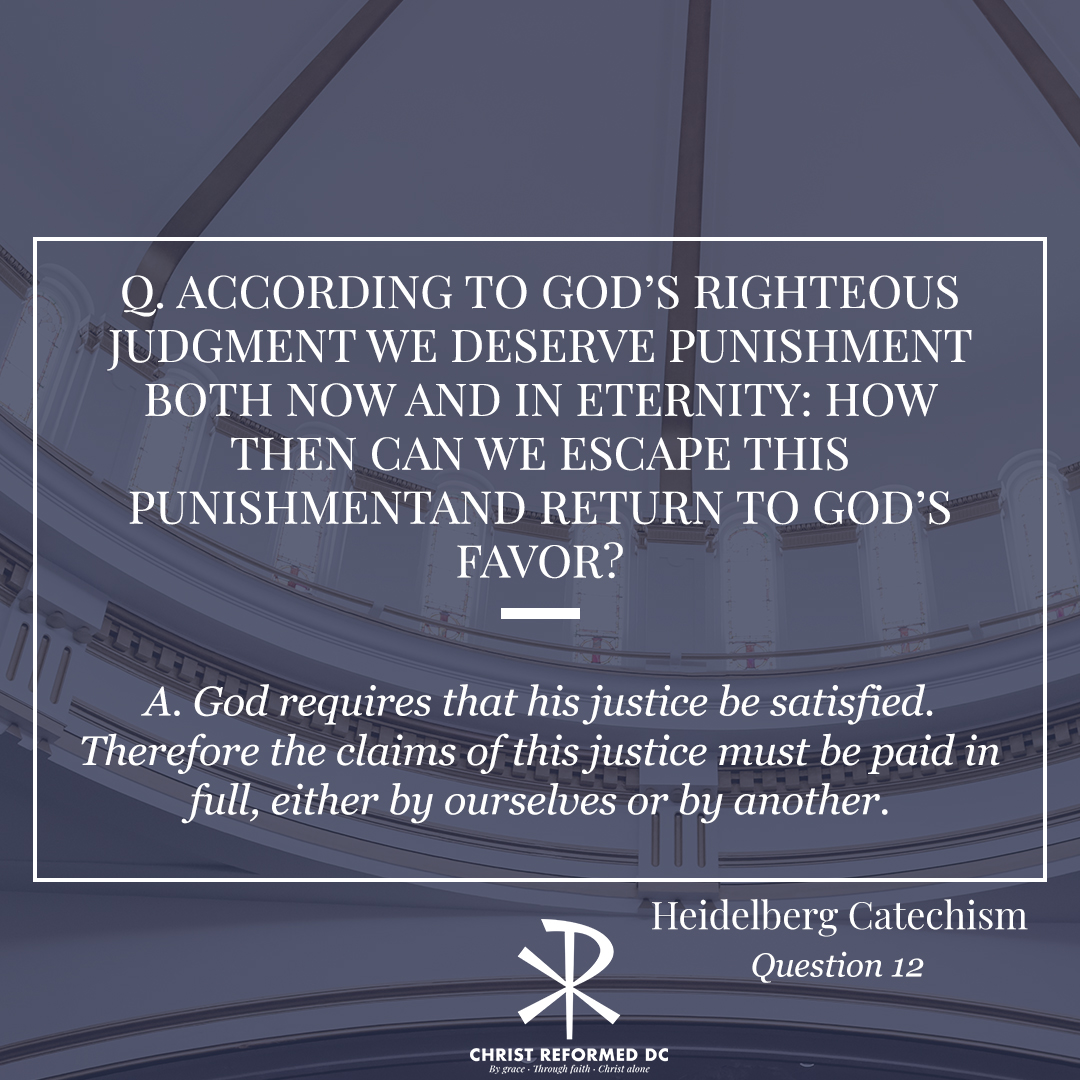 Q. ACCORDING TO GOD’S RIGHTEOUS
JUDGMENT WE DESERVE PUNISHMENT
BOTH NOW AND IN ETERNITY: HOW
THEN CAN WE ESCAPE THIS
PUNISHMENTAND RETURN TO GOD’S
FAVOR?
A. God requires that his justice be satisfied.
Therefore the claims of this justice must be paid in
full, either by ourselves or by another.
Heidelberg Catechism
Question 12
CHRIST REFORMED DC
By grace · Through faith · Christ alone